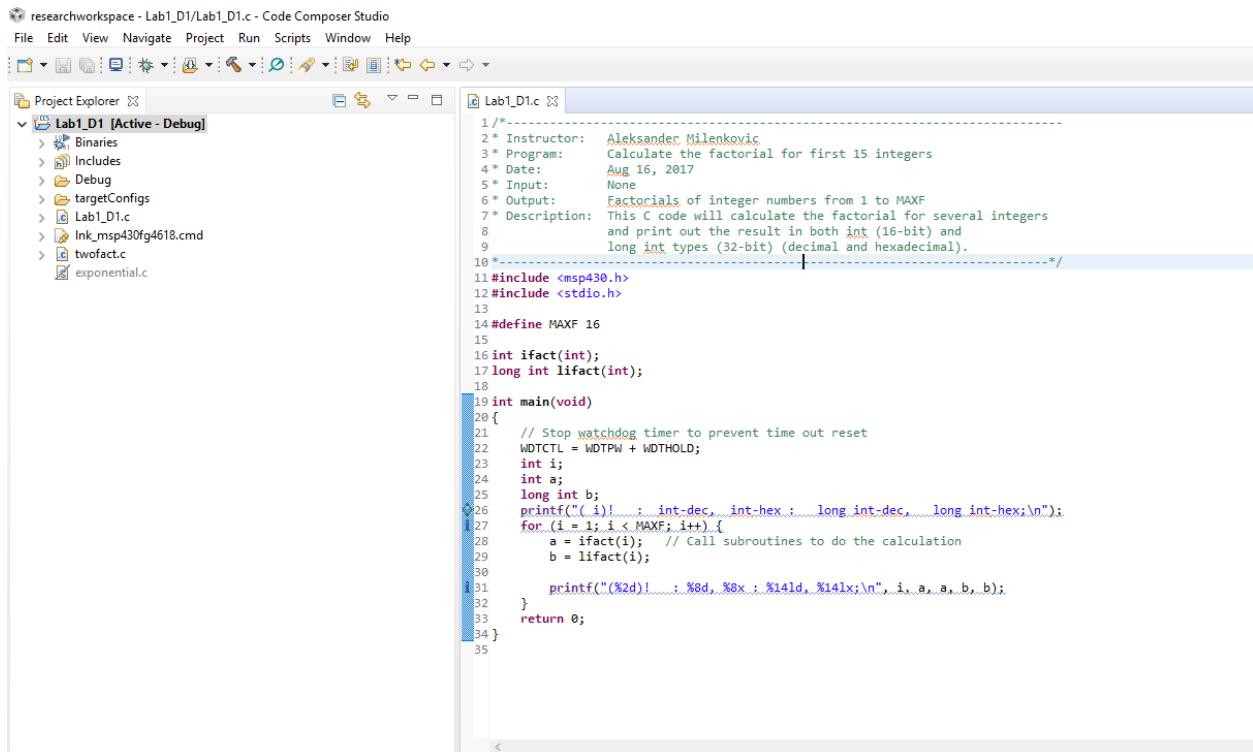 researchworkspace - Lab1_D1/Lab1_D1.c - Code Composer Studio
File Edit View Navigate Project Run Scripts Window Help
Project Explorer
Lab1_D1 [Active - Debug]
Binaries
Includes
Debug
targetConfigs
Lab1_D1.c
lnk_msp430fg4618.cmd
twofact.c
exponential.c
Lab1_D1.c
1 /*------------------------------------------------------------------------------
2 * Instructor:   Aleksander Milenkovic
3 * Program:      Calculate the factorial for first 15 integers
4 * Date:         Aug 16, 2017
5 * Input:        None
6 * Output:       Factorials of integer numbers from 1 to MAXF
7 * Description:  This C code will calculate the factorial for several integers
8                 and print out the result in both int (16-bit) and
9                 long int types (32-bit) (decimal and hexadecimal).
10 *-----------------------------------------------------------------------------*/
11 #include <msp430.h>
12 #include <stdio.h>
13
14 #define MAXF 16
15
16 int ifact(int);
17 long int lifact(int);
18
19 int main(void)
20 {
21     // Stop watchdog timer to prevent time out reset
22     WDTCTL = WDTPW + WDTHOLD;
23     int i;
24     int a;
25     long int b;
26     printf("( i)!  :  int-dec,  int-hex :   long int-dec,   long int-hex;\n");
27     for (i = 1; i < MAXF; i++) {
28         a = ifact(i);   // Call subroutines to do the calculation
29         b = lifact(i);
30
31         printf("(%2d)!   : %8d, %8x : %14ld, %14lx;\n", i, a, a, b, b);
32     }
33     return 0;
34 }
35